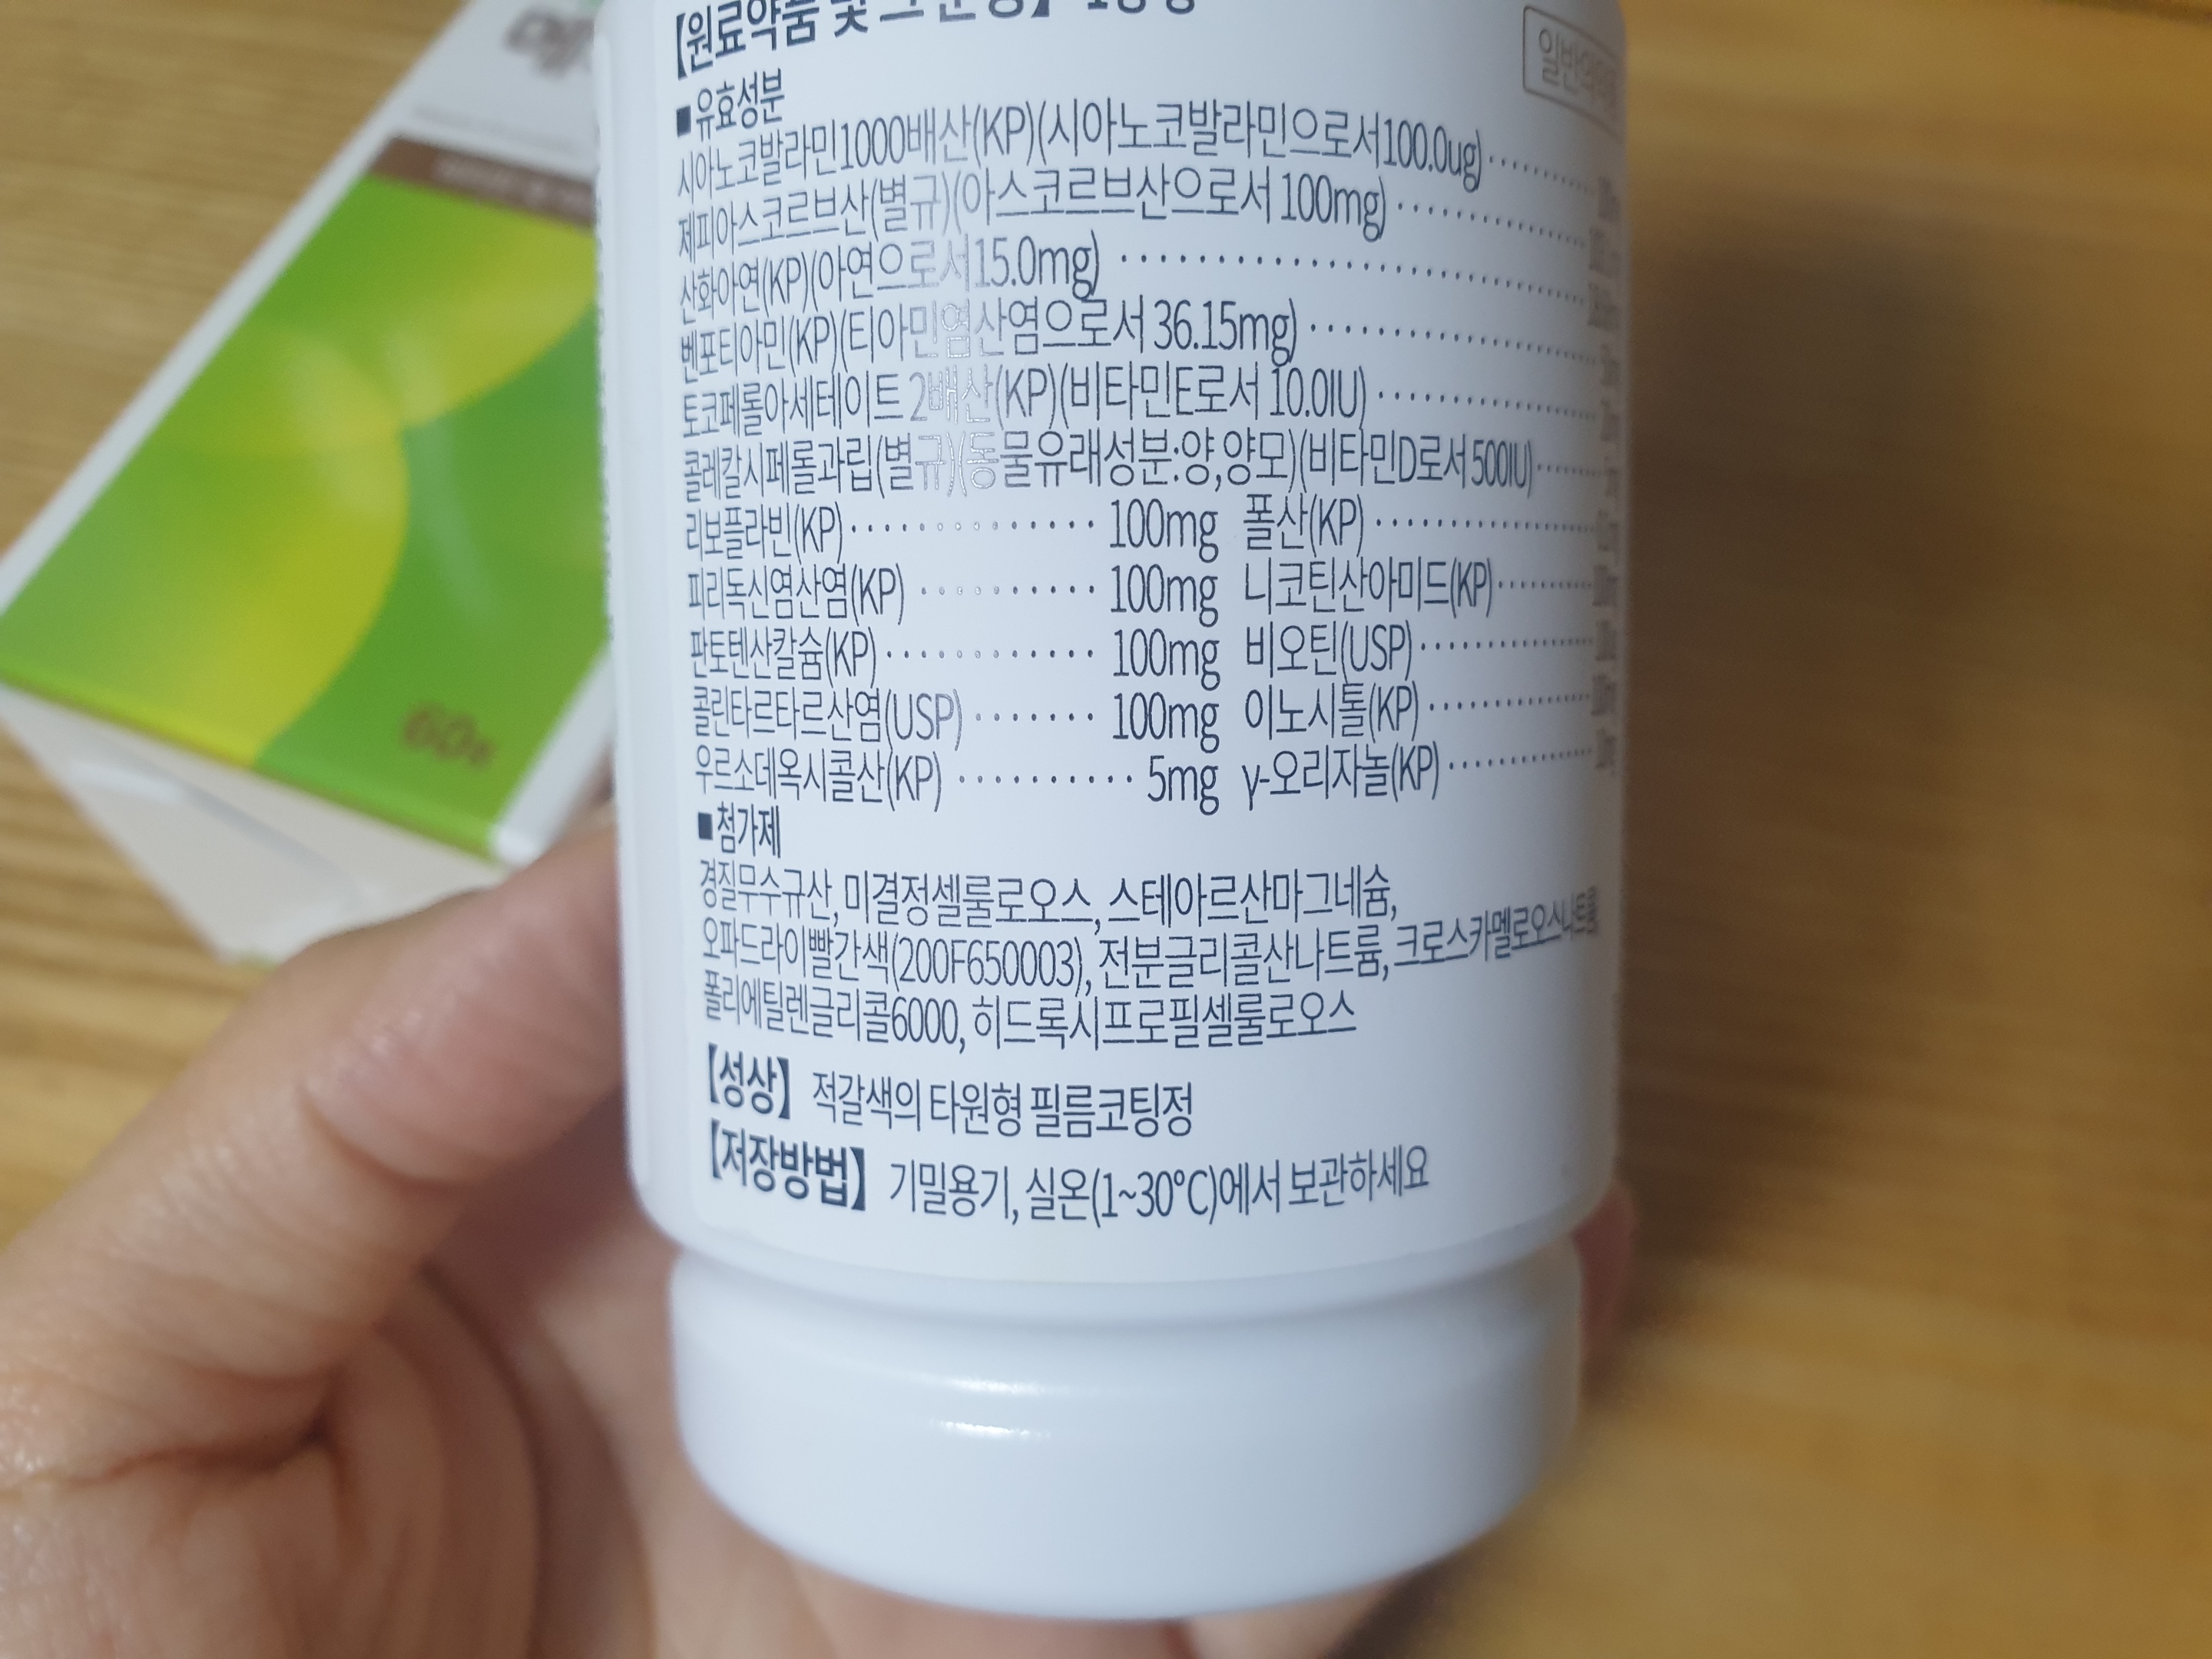 【원료약품 및
■유효성분
시아노코발라민1000배산(KP)(시아노코발라민으로서100.0ug)
제피아스코르브산(별규)(아스코르브산으로서 100mg)
산화아연(KP)(아연으로서15.0mg)
벤포티아민(KP)(티아민염산염으로서 36.15mg)
토코페롤아세테이트 2배산(KP)(비타민E로서 10.0IU)
콜레칼시페롤과립(별규)(동물유래성분:양,양모)(비타민D로서 500IU)
리보플라빈(KP) 100mg 폴산(KP)
피리독신염산염(KP) 100mg 니코틴산아미드(KP)
판토텐산칼슘(KP) 100mg 비오틴(USP)
콜린타르타르산염(USP) 100mg 이노시톨(KP)
우르소데옥시콜산(KP) 5mg γ-오리자놀(KP)
■첨가제
경질무수규산, 미결정셀룰로오스, 스테아르산마그네슘,
오파드라이빨간색(200F650003), 전분글리콜산나트륨, 크로스카멜로오스나트륨
폴리에틸렌글리콜6000, 히드록시프로필셀룰로오스
【성상】 적갈색의 타원형 필름코팅정
【저장방법】 기밀용기, 실온(1~30℃)에서 보관하세요